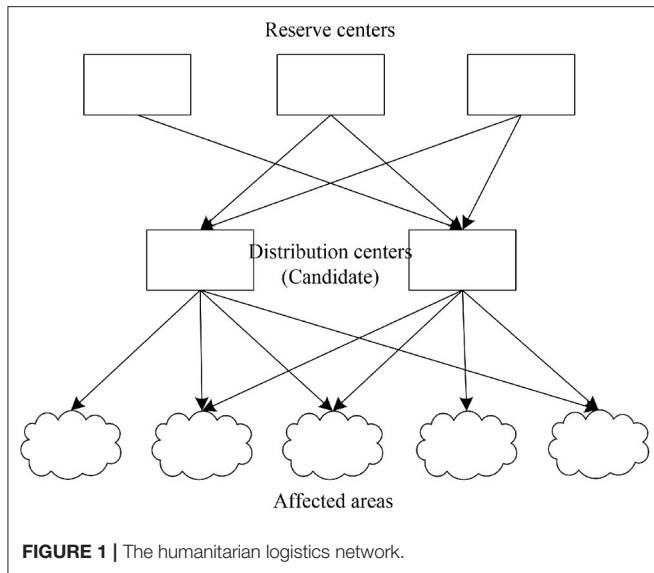 Reserve centers
Distribution centers
(Candidate)
Affected areas
FIGURE 1 | The humanitarian logistics network.